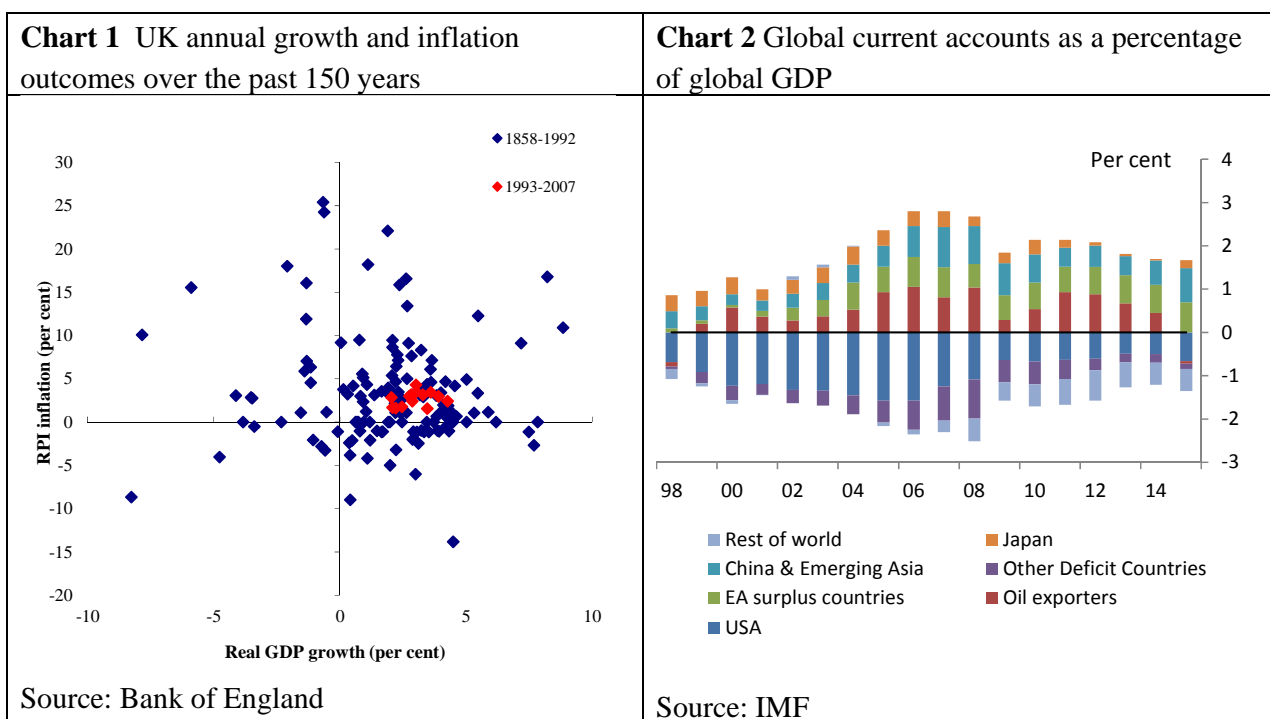 Chart 1 UK annual growth and inflation
outcomes over the past 150 years
1858-1992
1993-2007
30
25
20
15
10
5
0
-5
-10
-15
-20
RPI inflation (per cent)
-10
-5
0
5
10
Real GDP growth (per cent)
Source: Bank of England
Chart 2 Global current accounts as a percentage
of global GDP
Per cent
4
3
2
1
0
-1
-2
-3
98
00
02
04
06
08
10
12
14
Rest of world
Japan
China & Emerging Asia
Other Deficit Countries
EA surplus countries
Oil exporters
USA
Source: IMF